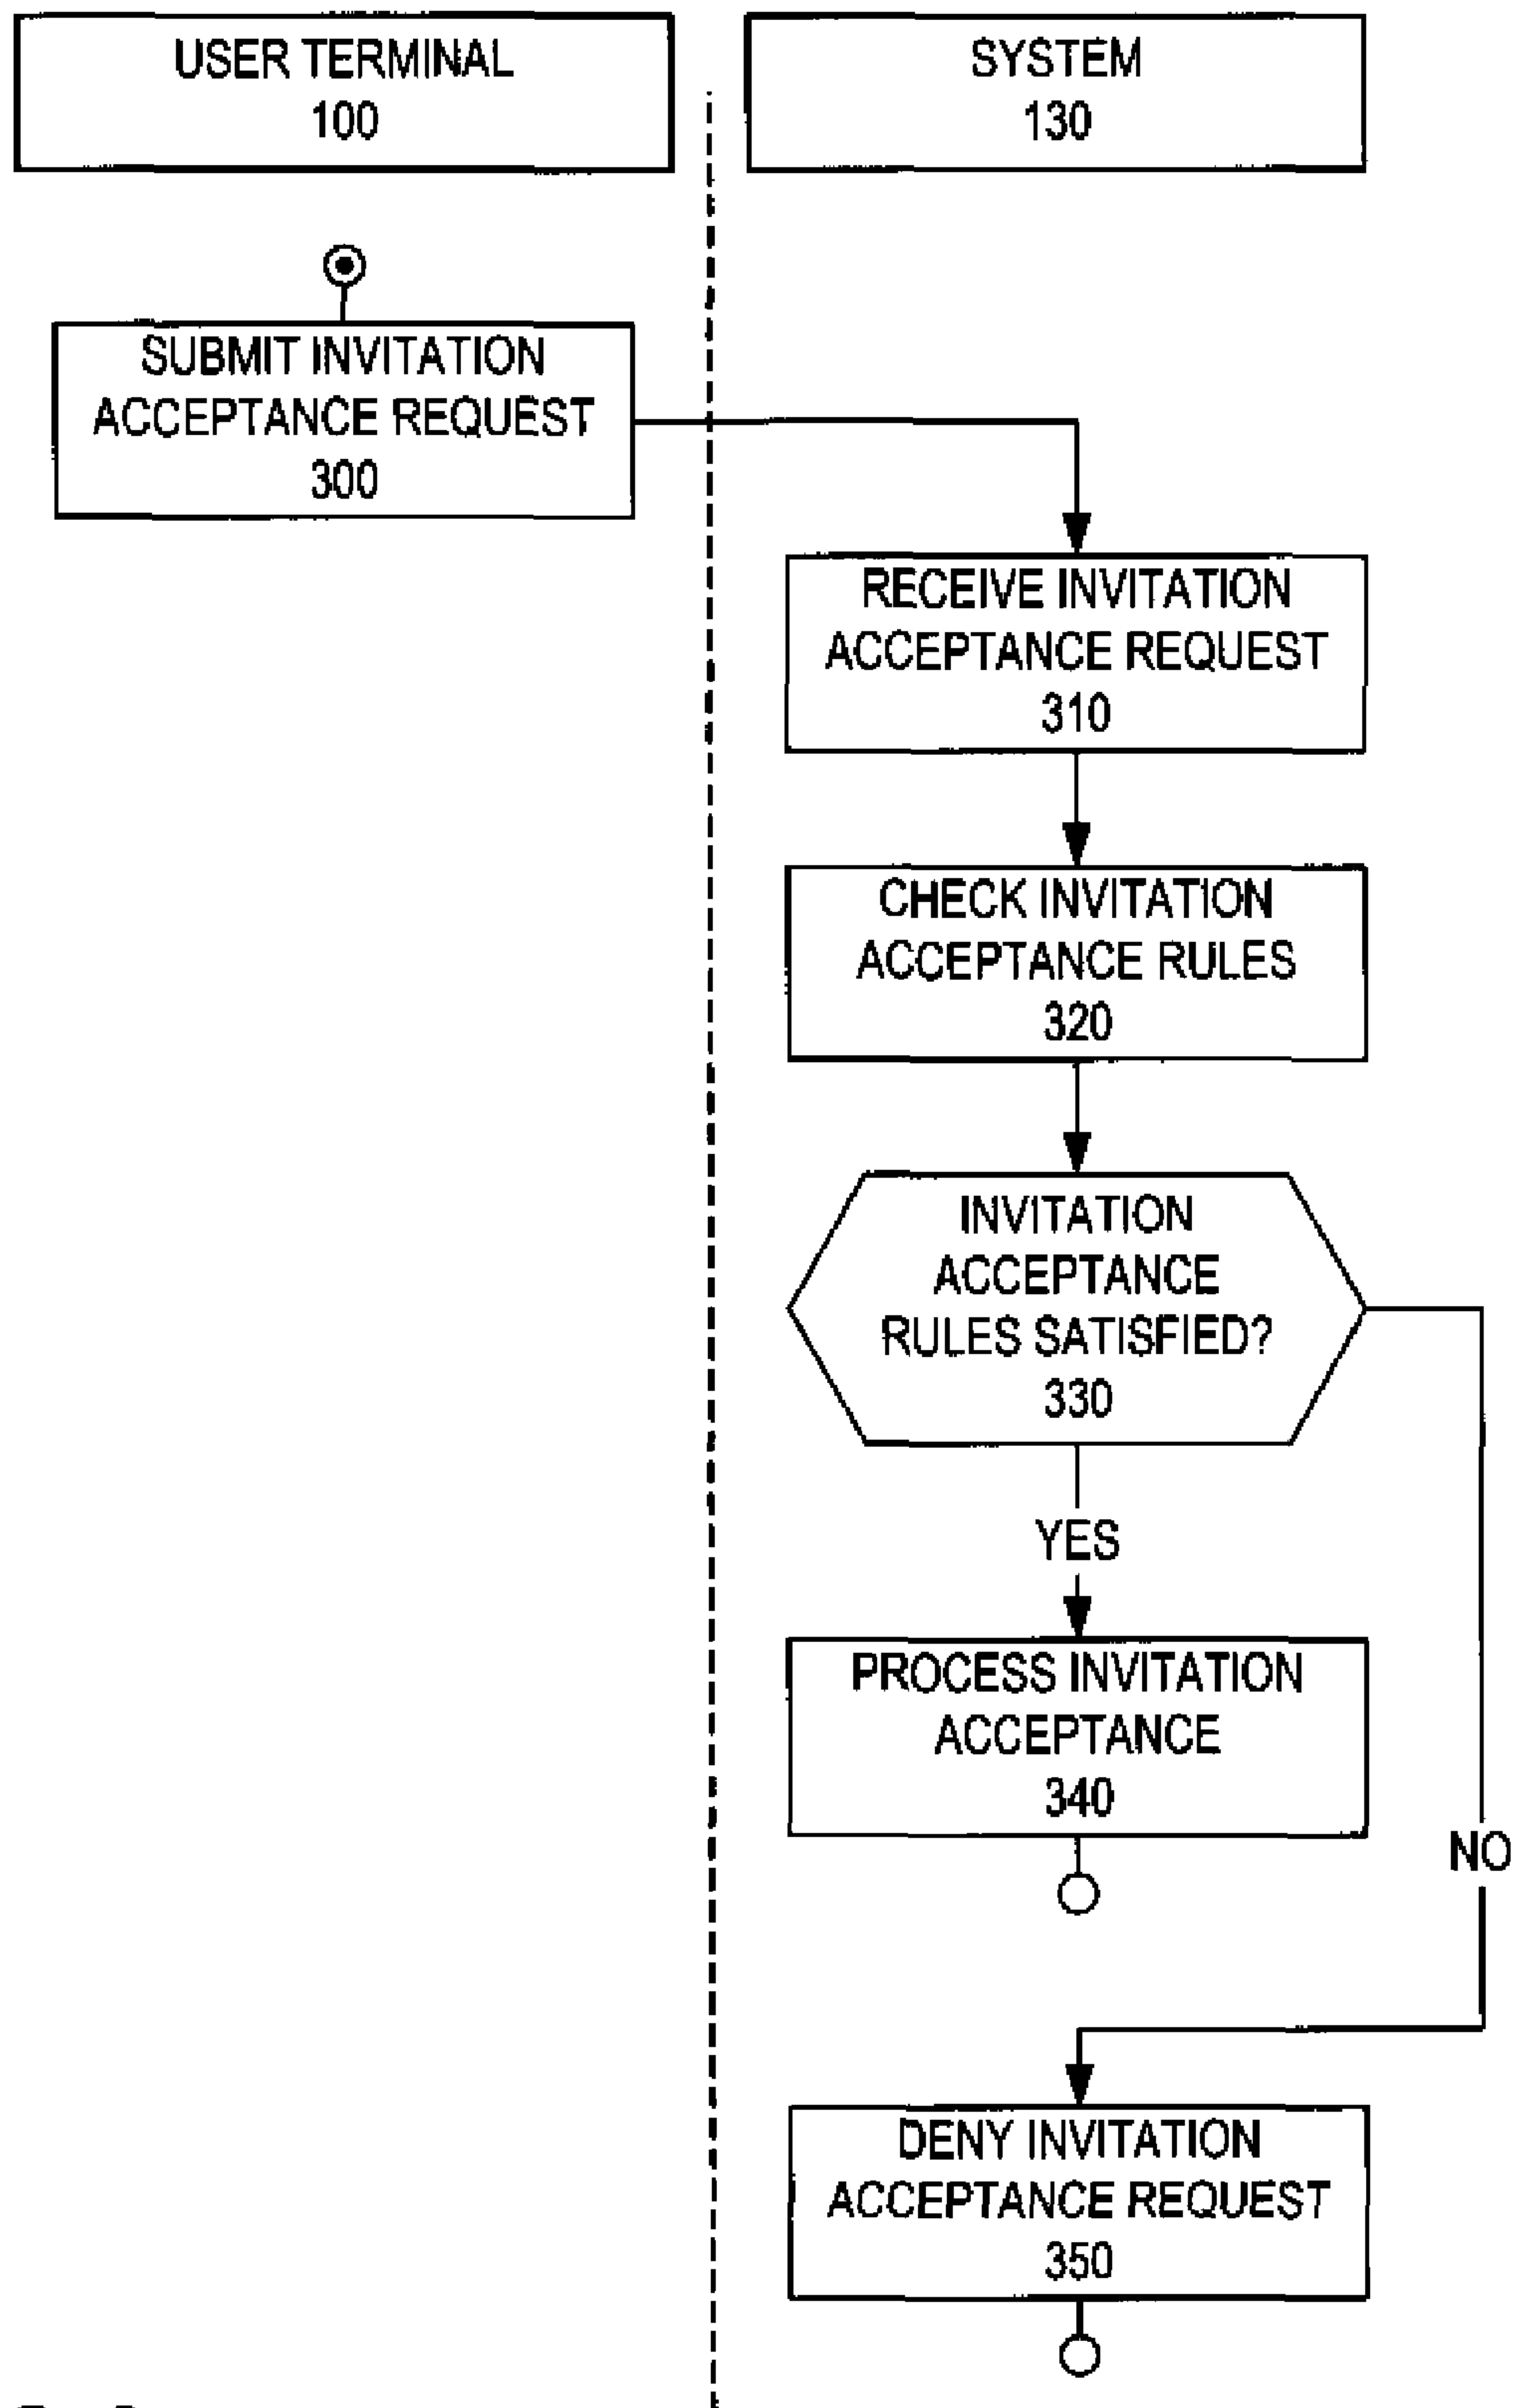 USER TERMINAL
100
SYSTEM
130
SUBMIT INVITATION
ACCEPTANCE REQUEST
300
RECEIVE INVITATION
ACCEPTANCE REQUEST
310
CHECK INVITATION
ACCEPTANCE RULES
320
INVITATION
ACCEPTANCE
RULES SATISFIED?
330
YES
PROCESS INVITATION
ACCEPTANCE
340
NO
DENY INVITATION
ACCEPTANCE REQUEST
350